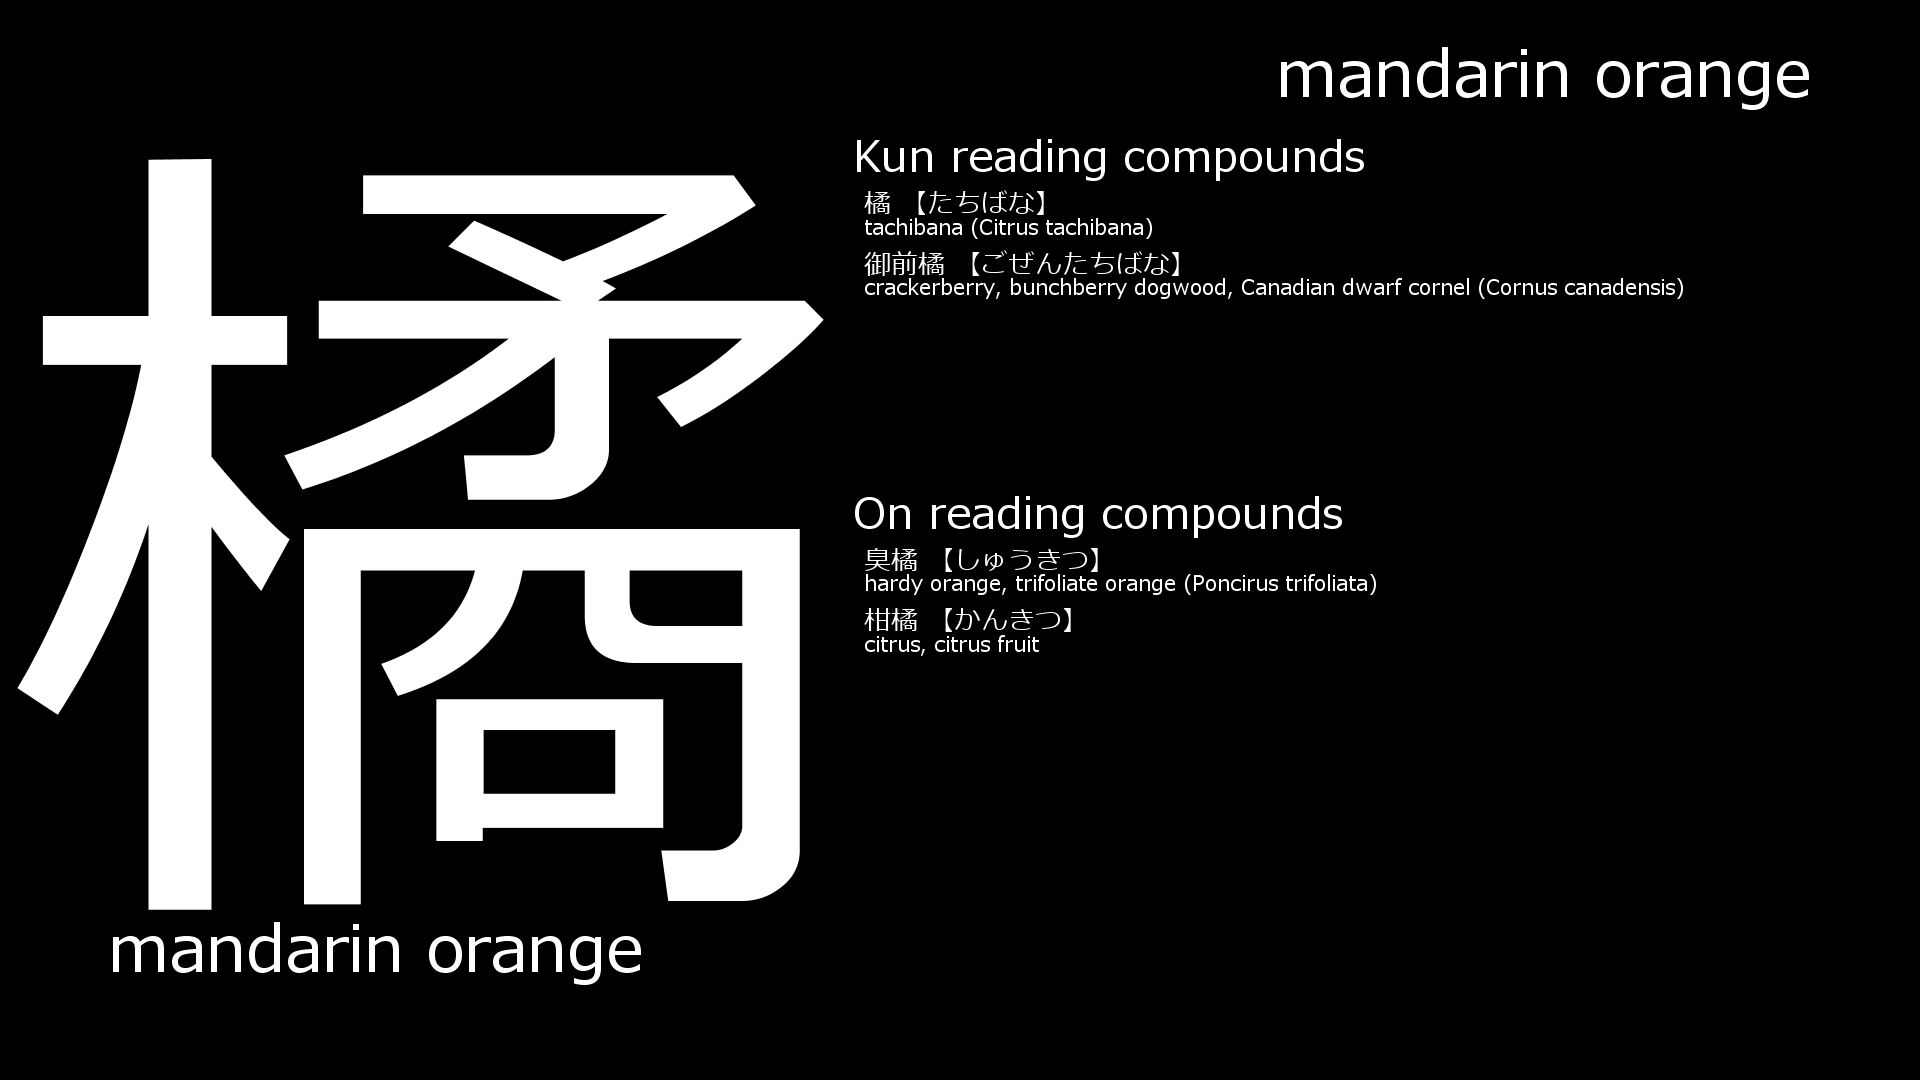 mandarin orange
橘
mandarin orange
Kun reading compounds
橘 【たちばな】
tachibana (Citrus tachibana)
御前橘 【ごぜんたちばな】
crackerberry, bunchberry dogwood, Canadian dwarf cornel (Cornus canadensis)
On reading compounds
臭橘 【しゅうきつ】
hardy orange, trifoliate orange (Poncirus trifoliata)
柑橘 【かんきつ】
citrus, citrus fruit